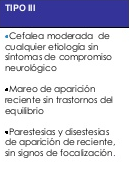 TIPO III
•Cefalea moderada de
cualquier etiología sin
síntomas de compromiso
neurológico
•Mareo de aparición
reciente sin trastornos del
equilibrio
•Parestesias y disestesias
de aparición de reciente,
sin signos de focalización.